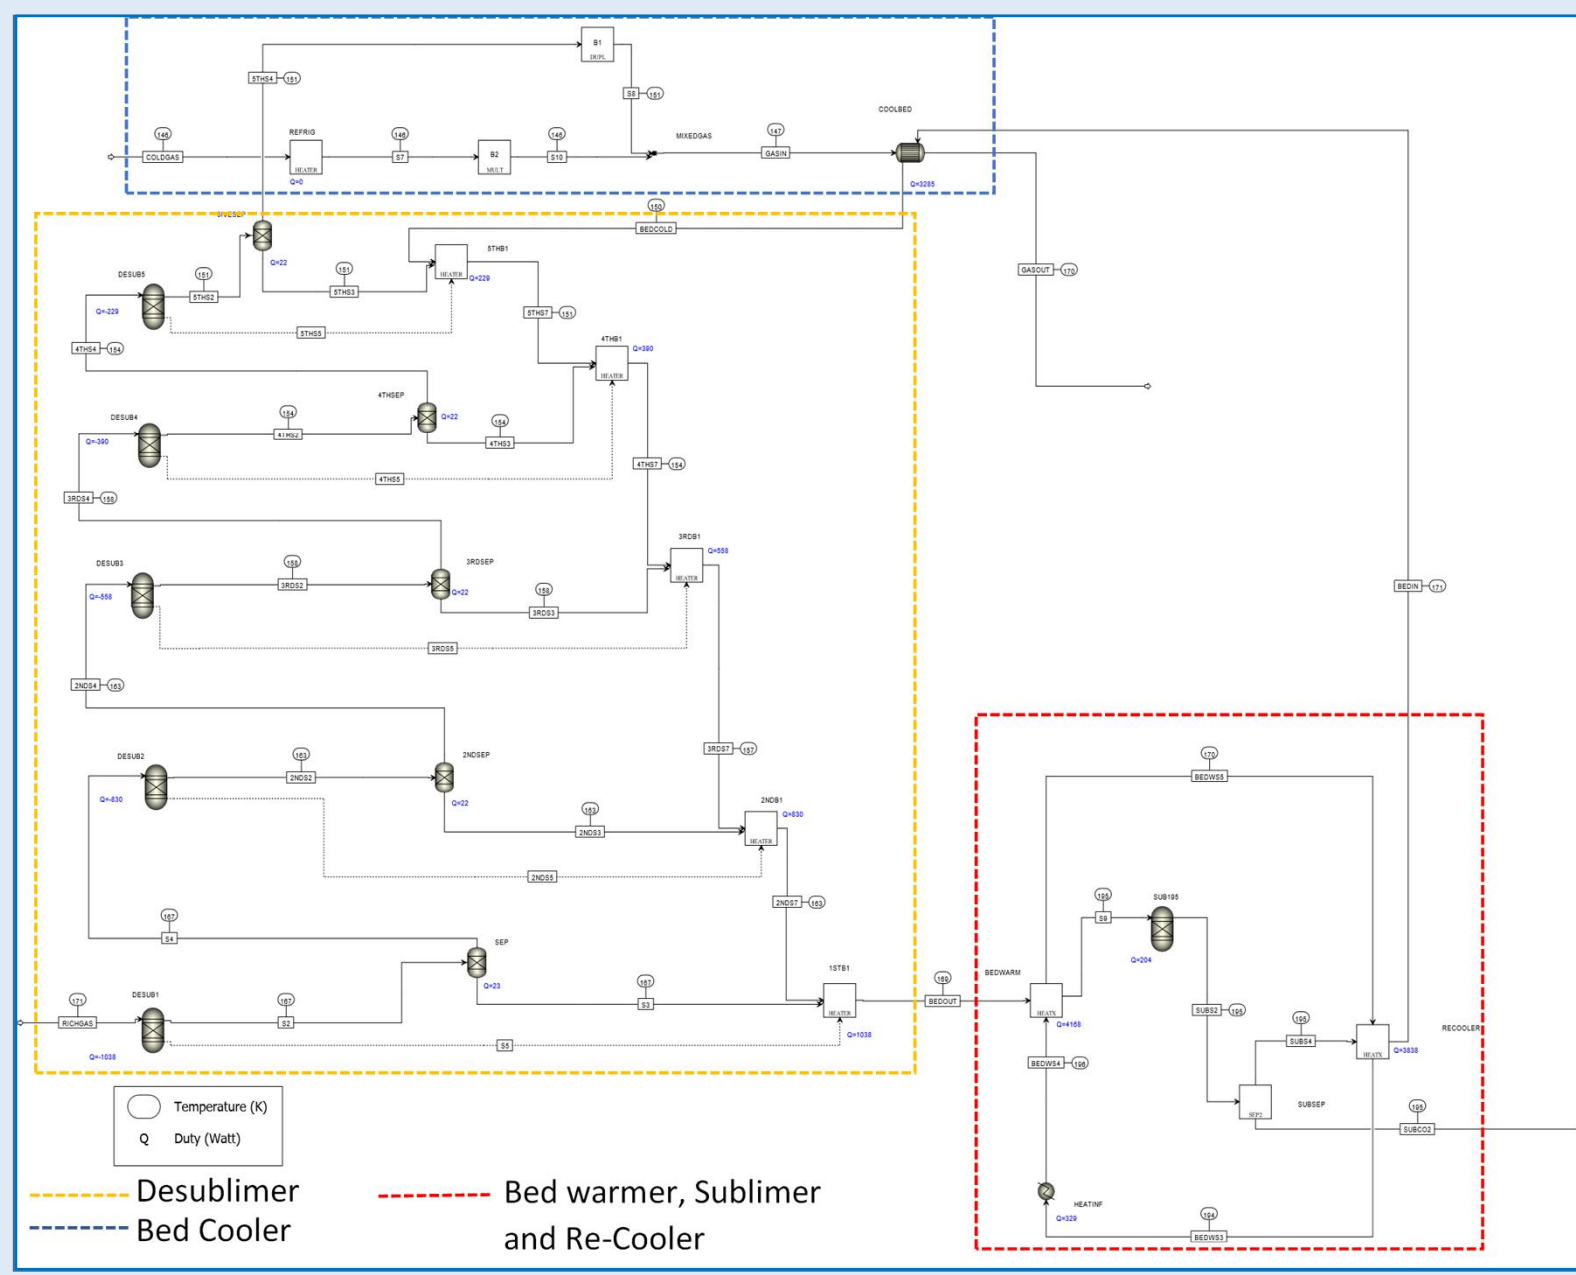 B1
DUPL
5THS4
151
S8
151
COOLBED
146
REFRIG
146
146
147
MIXEDGAS
COLDGAS
HEATER
S7
B2
MULT
S10
GASIN
Q=0
Q=3285
150
BEDCOLD
Q=22
5THB1
HEATER
Q=229
GASOUT
170
DESUB5
151
5THS2
151
5THS3
Q=-229
5THS5
5THS7
151
4THS4
154
4THB1
Q=390
HEATER
4THSEP
Q=22
DESUB4
154
4THS2
154
4THS3
Q=-390
4THS5
4THS7
154
3RDS4
158
3RDB1
Q=558
HEATER
DESUB3
158
3RDS2
3RDSEP
Q=22
158
3RDS3
Q=-558
3RDS5
BEDIN
171
2NDS4
163
3RDS7
157
DESUB2
163
2NDS2
2NDSEP
Q=22
Q=-830
163
2NDS3
2NDB1
Q=830
HEATER
2NDS5
2NDS7
163
167
S4
SEP
Q=23
171
RICHGAS
DESUB1
167
S2
167
S3
1STB1
HEATER
Q=1038
Q=-1038
S5
169
BEDOUT
170
BEDWS5
195
S9
SUB195
Q=204
BEDWARM
HEATX
Q=4168
SUBS2
195
195
SUBS4
RECOOLER
HEATX
Q=3838
BEDWS4
196
SEP2
SUBSEP
195
SUBCO2
HEATINF
Q=329
194
BEDWS3
Temperature (K)
Q Duty (Watt)
Desublimer
Bed Cooler
Bed warmer, Sublimer
and Re-Cooler